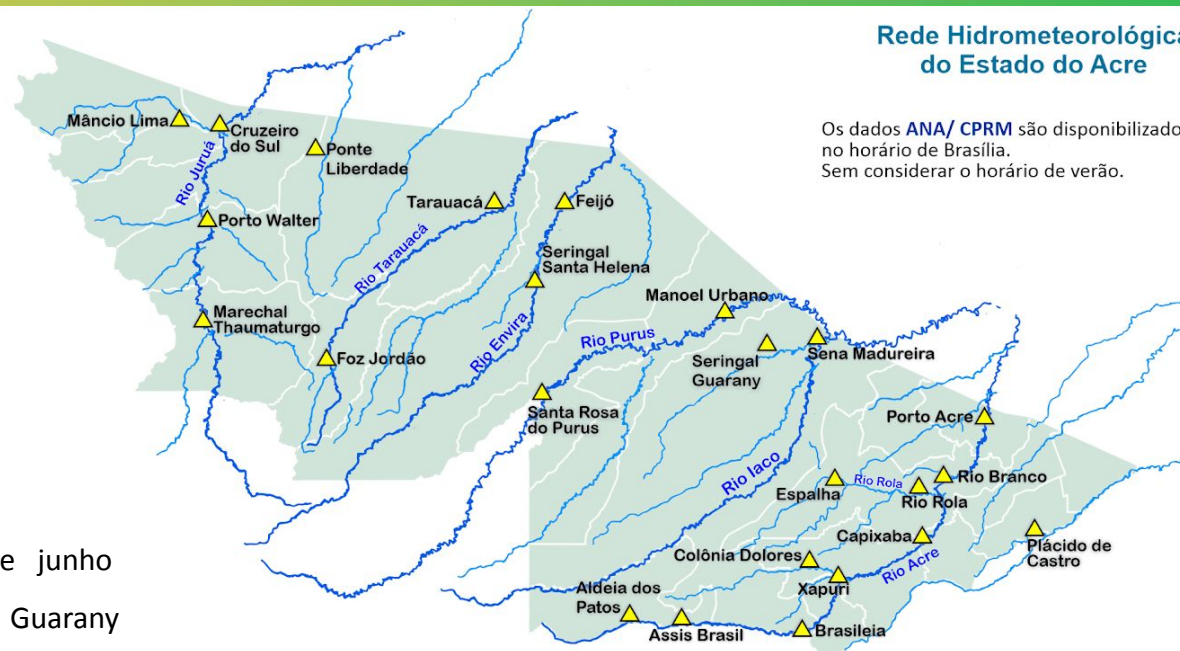 Rede Hidrometeorológica
do Estado do Acre
Os dados ANA/ CPRM são disponibilizado
no horário de Brasília.
Sem considerar o horário de verão.
Mâncio Lima
Cruzeiro
do Sul
Ponte
Liberdade
Rio Juruá
Porto Walter
Tarauacá
Feijó
Rio Tarauacá
Seringal
Santa Helena
Marechal
Thaumaturgo
Foz Jordão
Rio Envira
Manoel Urbano
Rio Purus
Seringal
Guarany
Sena Madureira
Santa Rosa
do Purus
Porto Acre
Rio Iaco
Espalha
Rio Rola
Rio Rola
Rio Branco
Capixaba
Plácido de
Castro
Colônia Dolores
Rio Acre
Xapuri
Aldeia dos
Patos
Assis Brasil
Brasileia
e junho
Guarany